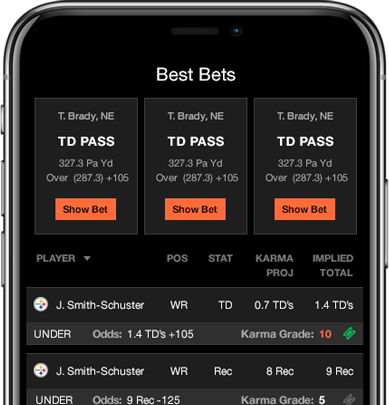 Best Bets
T. Brady, NE T. Brady, NE T. Brady, NE
TD PASS TD PASS TD PASS
327.3 Pa Yd 327.3 Pa Yd 327.3 Pa Yd
Over (287.3) +105 Over (287.3) +105 Over (287.3) +105
Show Bet Show Bet Show Bet
PLAYER POS STAT KARMA IMPLIED
PROJ TOTAL
J. Smith-Schuster WR TD 0.7 TD's 1.4 TD's
UNDER Odds: 1.4 TD's +105 Karma Grade: 10
J. Smith-Schuster WR Rec 8 Rec 9 Rec
UNDER Odds: 9 Rec -125 Karma Grade: 5